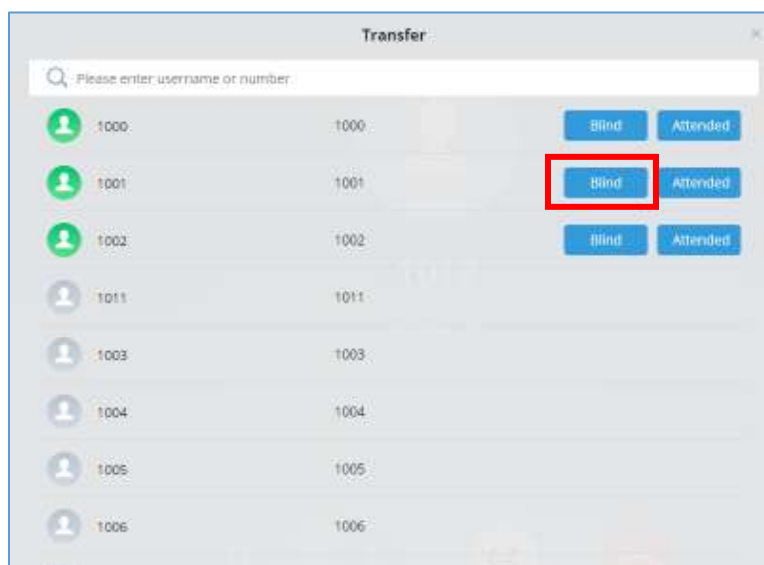 Transfer
Please enter username or number
1000 1000 Blind Attended
1001 1001 Blind Attended
1002 1002 Blind Attended
1011 1011
1003 1003
1004 1004
1005 1005
1006 1006